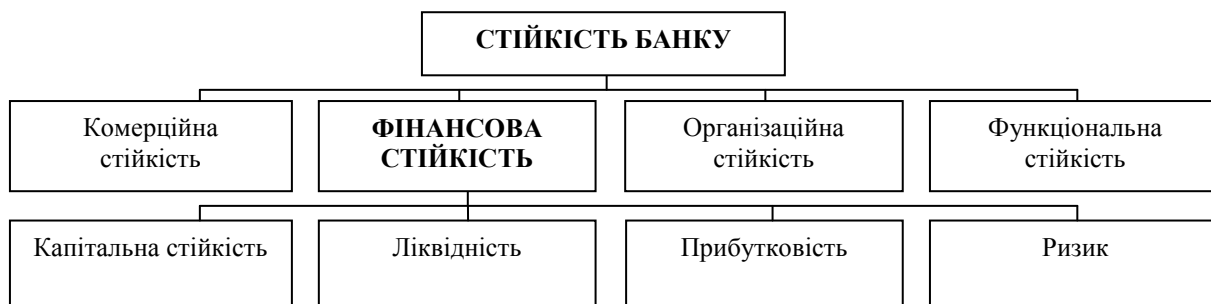 СТІЙКІСТЬ БАНКУ
Комерційна
стійкість
ФІНАНСОВА
СТІЙКІСТЬ
Організаційна
стійкість
Функціональна
стійкість
Капітальна стійкість
Ліквідність
Прибутковість
Ризик